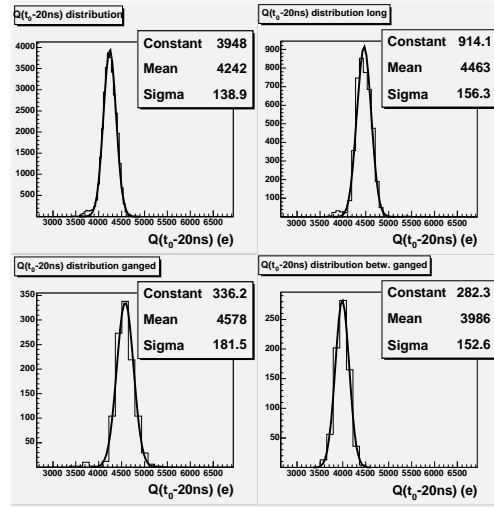 Q(t0-20ns) distribution
Constant 3948
Mean 4242
Sigma 138.9
4000
3500
3000
2500
2000
1500
1000
500
3000 3500 4000 4500 5000 5500 6000 6500
Q(t0-20ns) (e)
Q(t0-20ns) distribution long
Constant 914.1
Mean 4463
Sigma 156.3
900
800
700
600
500
400
300
200
100
3000 3500 4000 4500 5000 5500 6000 6500
Q(t0-20ns) (e)
Q(t0-20ns) distribution ganged
Constant 336.2
Mean 4578
Sigma 181.5
350
300
250
200
150
100
50
3000 3500 4000 4500 5000 5500 6000 6500
Q(t0-20ns) (e)
Q(t0-20ns) distribution betw. ganged
Constant 282.3
Mean 3986
Sigma 152.6
250
200
150
100
50
3000 3500 4000 4500 5000 5500 6000 6500
Q(t0-20ns) (e)